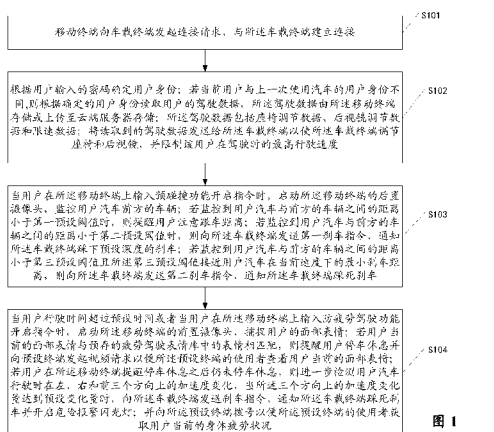 移动终端向车载终端发起连接请求，与所述车载终端建立连接
S101
根据用户输入的密码确定用户身份；若当前用户与上一次使用汽车的用户身份不
同,则根据确定的用户身份读取用户的驾驶数据，所述驾驶数据由所述移动终端
存储或上传至云端服务器存储；所述驾驶数据包括座椅调节数据、后视镜调节数
据和限速数据；将读取到的驾驶数据发送给所述车载终端以使所述车载终端调节
座椅和后视镜，并限制该用户在驾驶时的最高行驶速度
S102
当用户在所述移动终端上输入预碰撞功能开启指令时，启动所述移动终端的后置
摄像头，监控用户汽车前方的车辆；若监控到用户汽车与前方的车辆之间的距离
小于第一预设阈值时，则提醒用户注意跟车距离；若监控到用户汽车与前方的车
辆之间的距离小于第二预设阈值时，则向所述车载终端发送第一刹车指令，通知
所述车载终端踩下预设深度的刹车；若监控到用户汽车与前方的车辆之间的距离
小于第三预设阈值且所述第三预设阈值接近用户汽车在当前速度下的最小刹车距
离，则向所述车载终端发送第二刹车指令，通知所述车载终端踩死刹车
S103
当用户行驶时间超过预设时间或者当用户在所述移动终端上输入防疲劳驾驶功能
开启指令时，启动所述移动终端的前置摄像头，捕捉用户的面部表情；若用户当
前的面部表情与预存的疲劳驾驶表情库中的表情相匹配，则提醒用户停车休息并
向预设终端发起视频请求以便所述预设终端的使用者查看用户当前的面部表情；
若用户在所述移动终端提醒停车休息之后仍未停车休息，则进一步检测用户汽车
行驶时在左、右和前三个方向上的加速度变化，当所述三个方向上的加速度变化
量达到预设变化量时，向所述车载终端发送刹车指令，通知所述车载终端踩死刹
车并开启危险报警闪光灯；并向所述预设终端拨号以便所述预设终端的使用者获
取用户当前的身体疲劳状况
S104
图 1